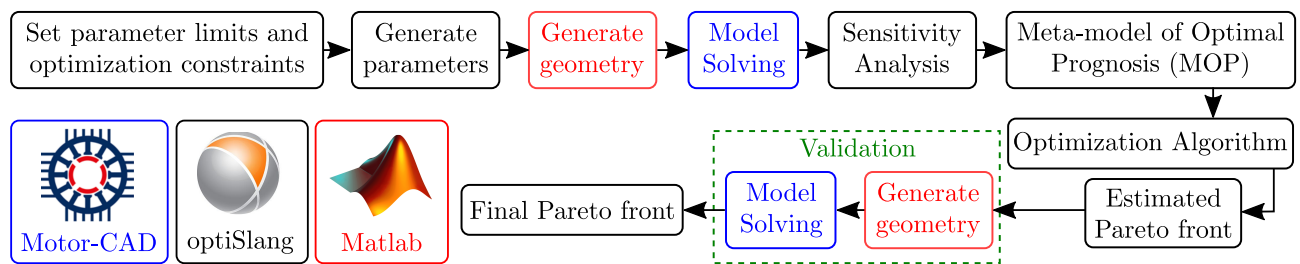 Set parameter limits and
optimization constraints
Generate
parameters
Generate
geometry
Model
Solving
Sensitivity
Analysis
Meta-model of Optimal
Prognosis (MOP)
Optimization Algorithm
Estimated
Pareto front
Validation
Generate
geometry
Model
Solving
Final Pareto front
Motor-CAD
optiSlang
Matlab